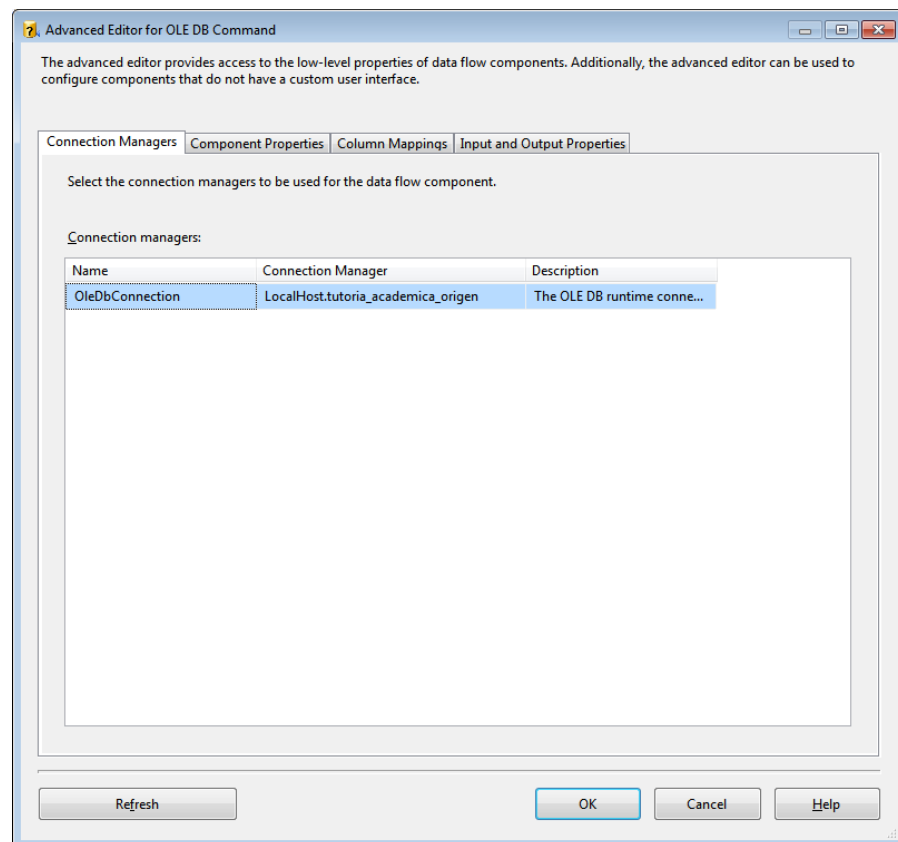 Advanced Editor for OLE DB Command
The advanced editor provides access to the low-level properties of data flow components. Additionally, the advanced editor can be used to
configure components that do not have a custom user interface.
Connection Managers Component Properties Column Mappings Input and Output Properties
Select the connection managers to be used for the data flow component.
Connection managers:
Name Connection Manager Description
OleDbConnection LocalHost.tutoria_academica_origen The OLE DB runtime conne...
Refresh OK Cancel Help